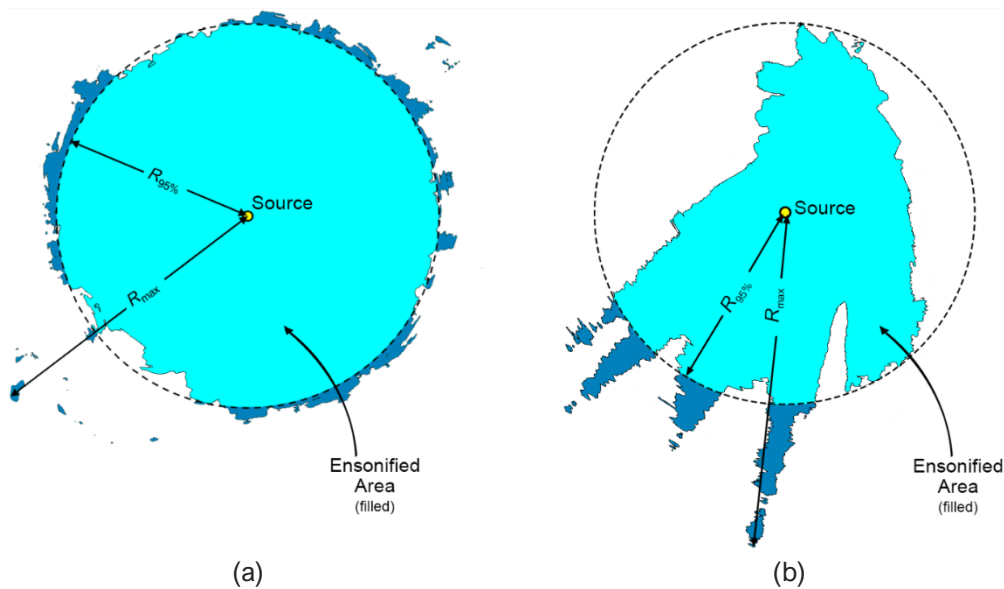 Source
R95%
Rmax
Ensonified
Area
(filled)
(a)
Source
R95%
Rmax
Ensonified
Area
(filled)
(b)